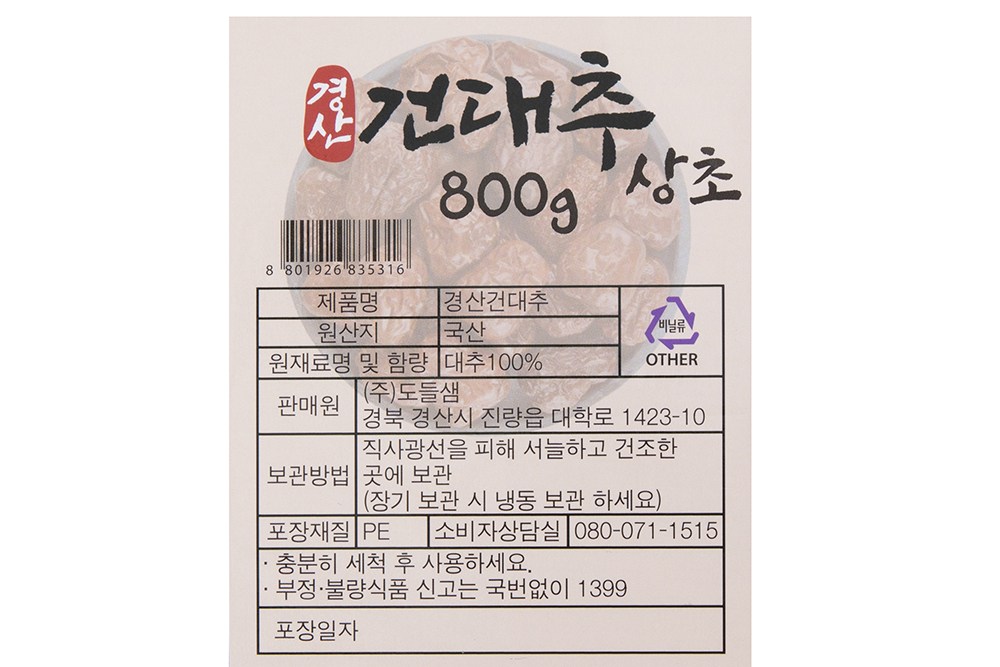 경산
건대추
상초
800g
8 801926 835316
제품명 경산건대추
원산지 국산
원재료명 및 함량 대추100%
비닐류
OTHER
판매원 (주)도들샘
경북 경산시 진량읍 대학로 1423-10
보관방법 직사광선을 피해 서늘하고 건조한
곳에 보관
(장기 보관 시 냉동 보관 하세요)
포장재질 PE 소비자상담실 080-071-1515
· 충분히 세척 후 사용하세요.
· 부정·불량식품 신고는 국번없이 1399
포장일자